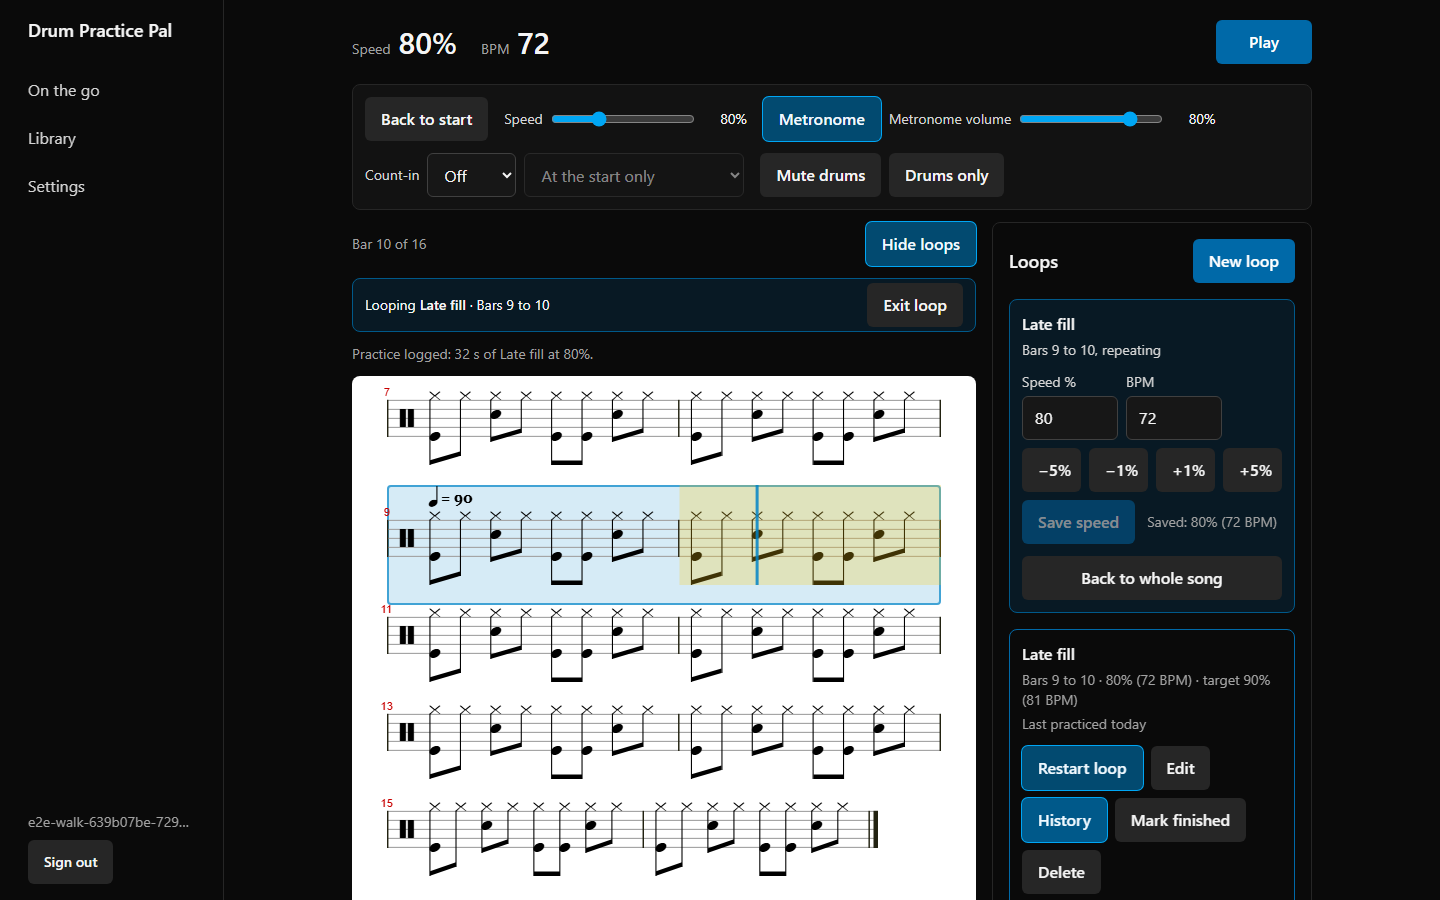 Drum Practice Pal
On the go
Library
Settings
e2e-walk-639b07be-729...
Sign out
Speed 80% BPM 72
Play
Back to start Speed 80% Metronome Metronome volume 80%
Count-in Off At the start only Mute drums Drums only
Bar 10 of 16
Hide loops
Looping Late fill · Bars 9 to 10
Exit loop
Practice logged: 32 s of Late fill at 80%.
7
= 90
9
11
13
15
Loops
New loop
Late fill
Bars 9 to 10, repeating
Speed % BPM
80 72
−5% −1% +1% +5%
Save speed Saved: 80% (72 BPM)
Back to whole song
Late fill
Bars 9 to 10 · 80% (72 BPM) · target 90%
(81 BPM)
Last practiced today
Restart loop Edit
History Mark finished
Delete